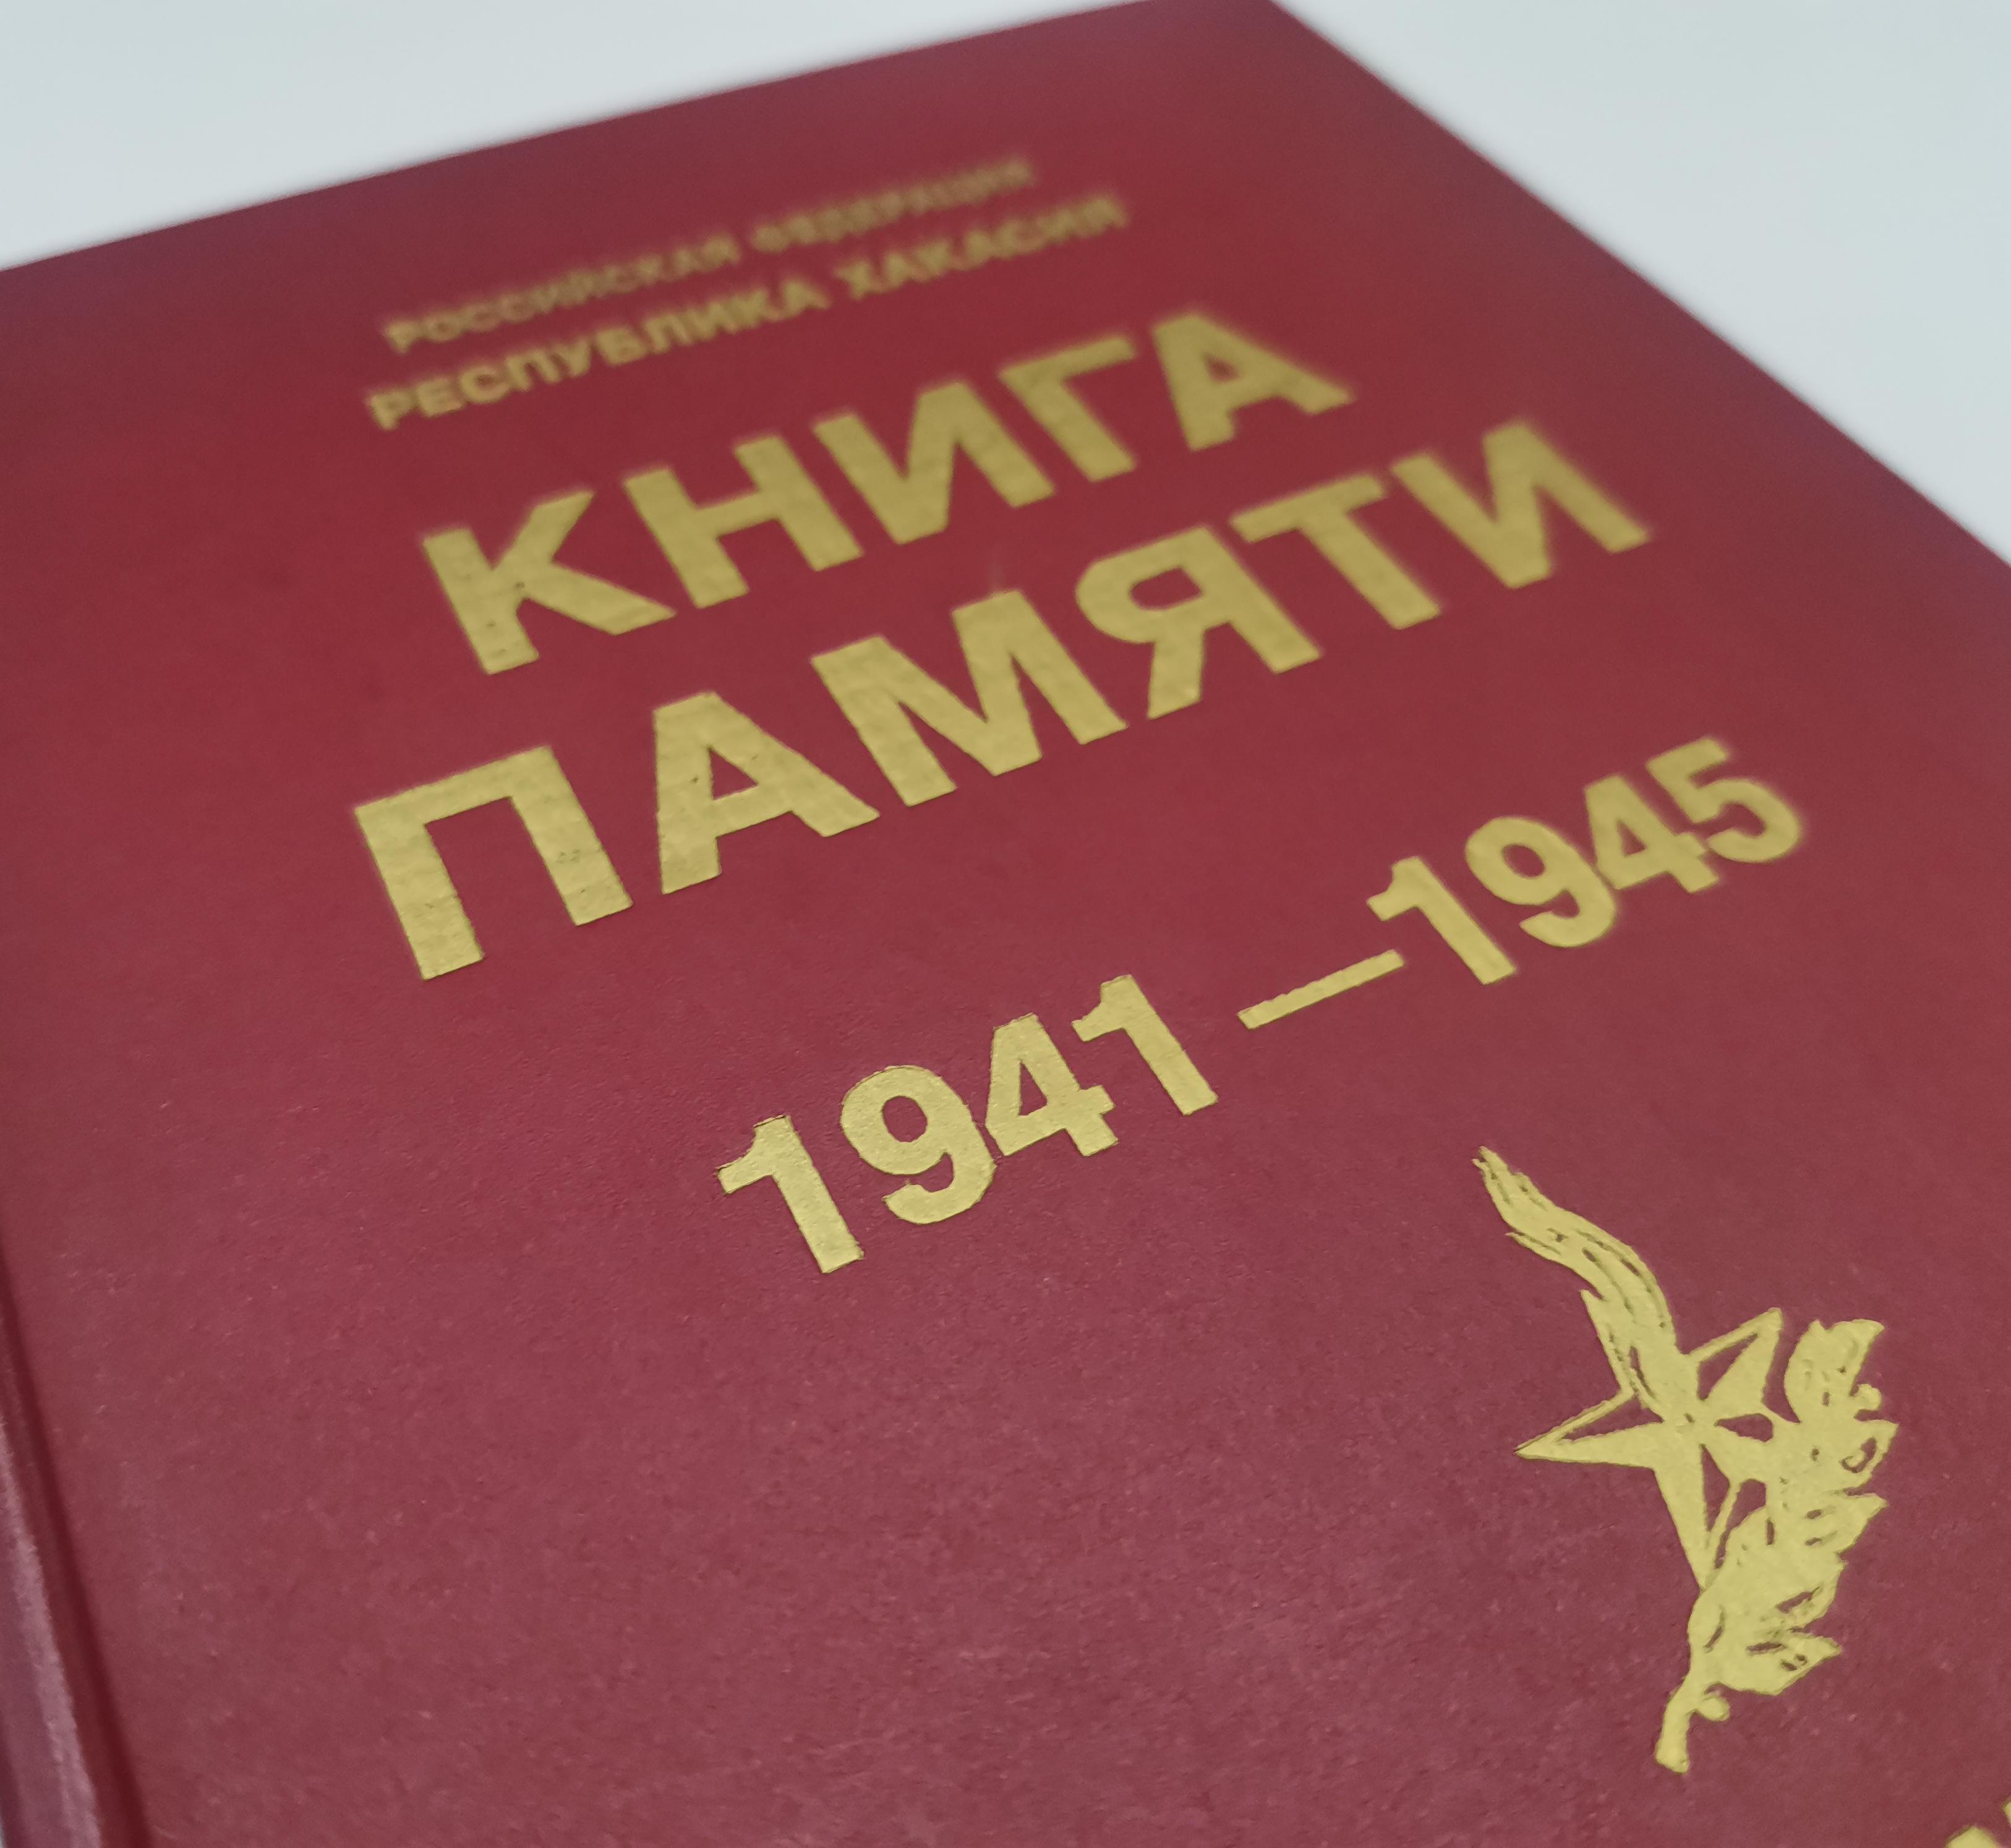 РОССИЙСКАЯ ФЕДЕРАЦИЯ
РЕСПУБЛИКА ХАКАСИЯ
КНИГА
ПАМЯТИ
1941—1945